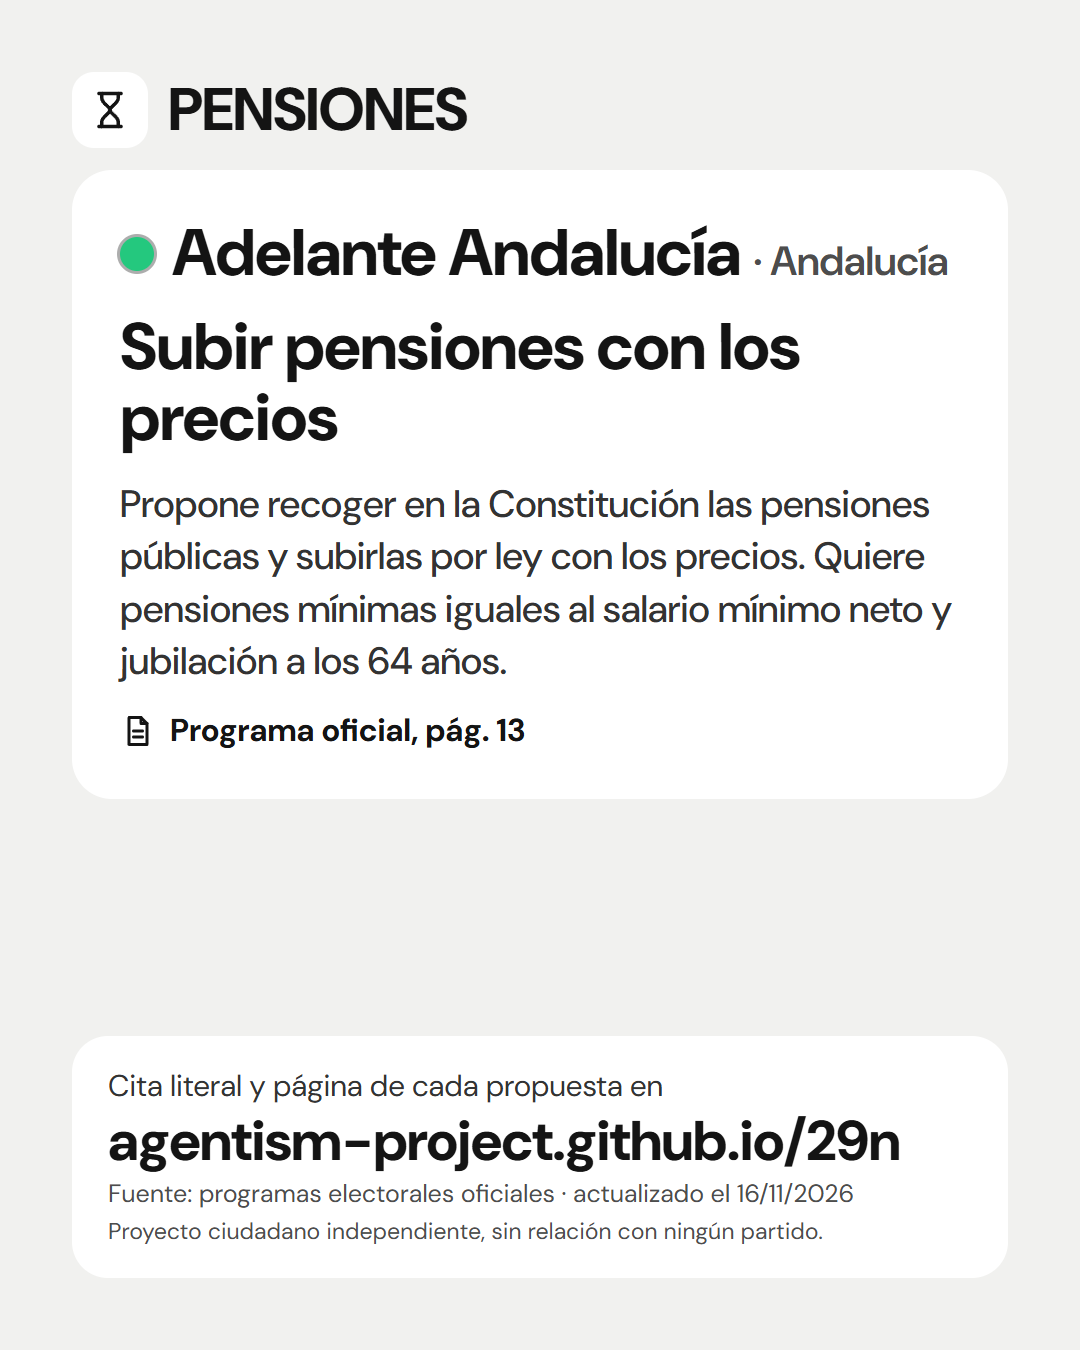 PENSIONES
Adelante Andalucía · Andalucía
Subir pensiones con los
precios
Propone recoger en la Constitución las pensiones
públicas y subirlas por ley con los precios. Quiere
pensiones mínimas iguales al salario mínimo neto y
jubilación a los 64 años.
Programa oficial, pág. 13
Cita literal y página de cada propuesta en
agentism-project.github.io/29n
Fuente: programas electorales oficiales · actualizado el 16/11/2026
Proyecto ciudadano independiente, sin relación con ningún partido.